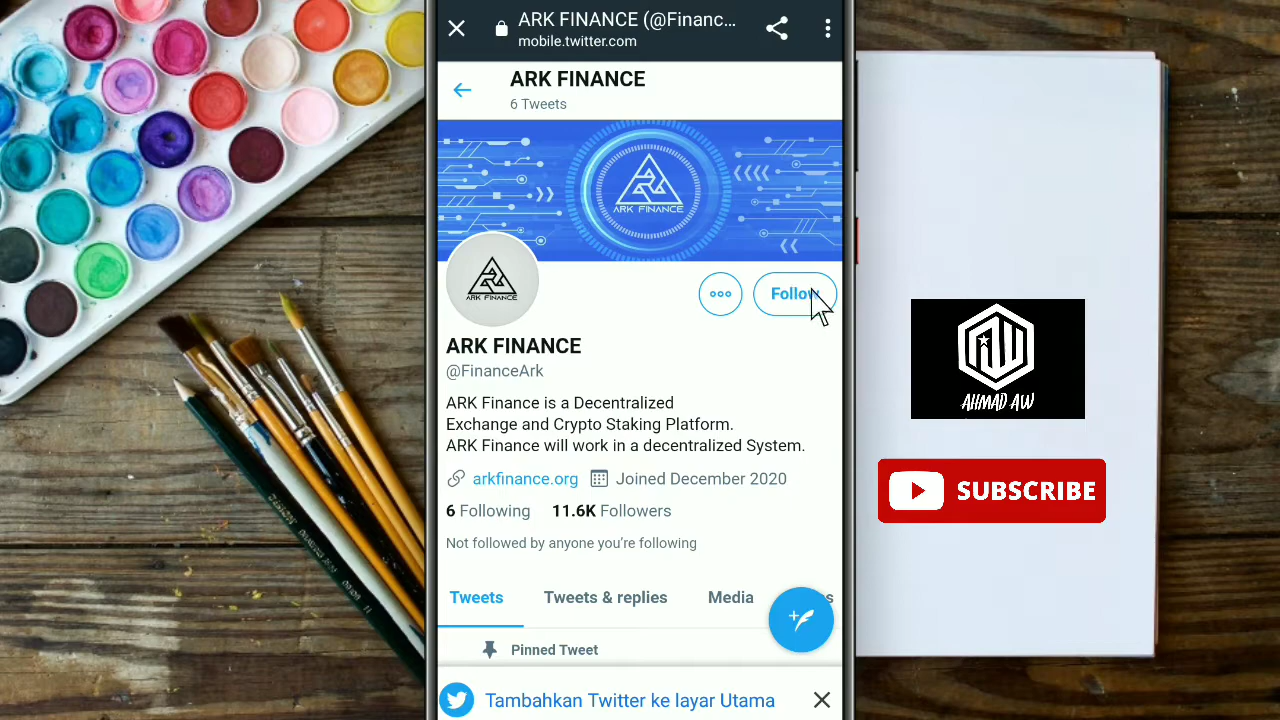 ARK FINANCE (@Financ...
mobile.twitter.com
ARK FINANCE
6 Tweets
ARK FINANCE
ARK FINANCE
Follow
ARK FINANCE
@FinanceArk
ARK Finance is a Decentralized
Exchange and Crypto Staking Platform.
ARK Finance will work in a decentralized System.
arkfinance.org Joined December 2020
6 Following 11.6K Followers
Not followed by anyone you're following
Tweets Tweets & replies Media
Pinned Tweet
Tambahkan Twitter ke layar Utama
AHMAD AW
SUBSCRIBE